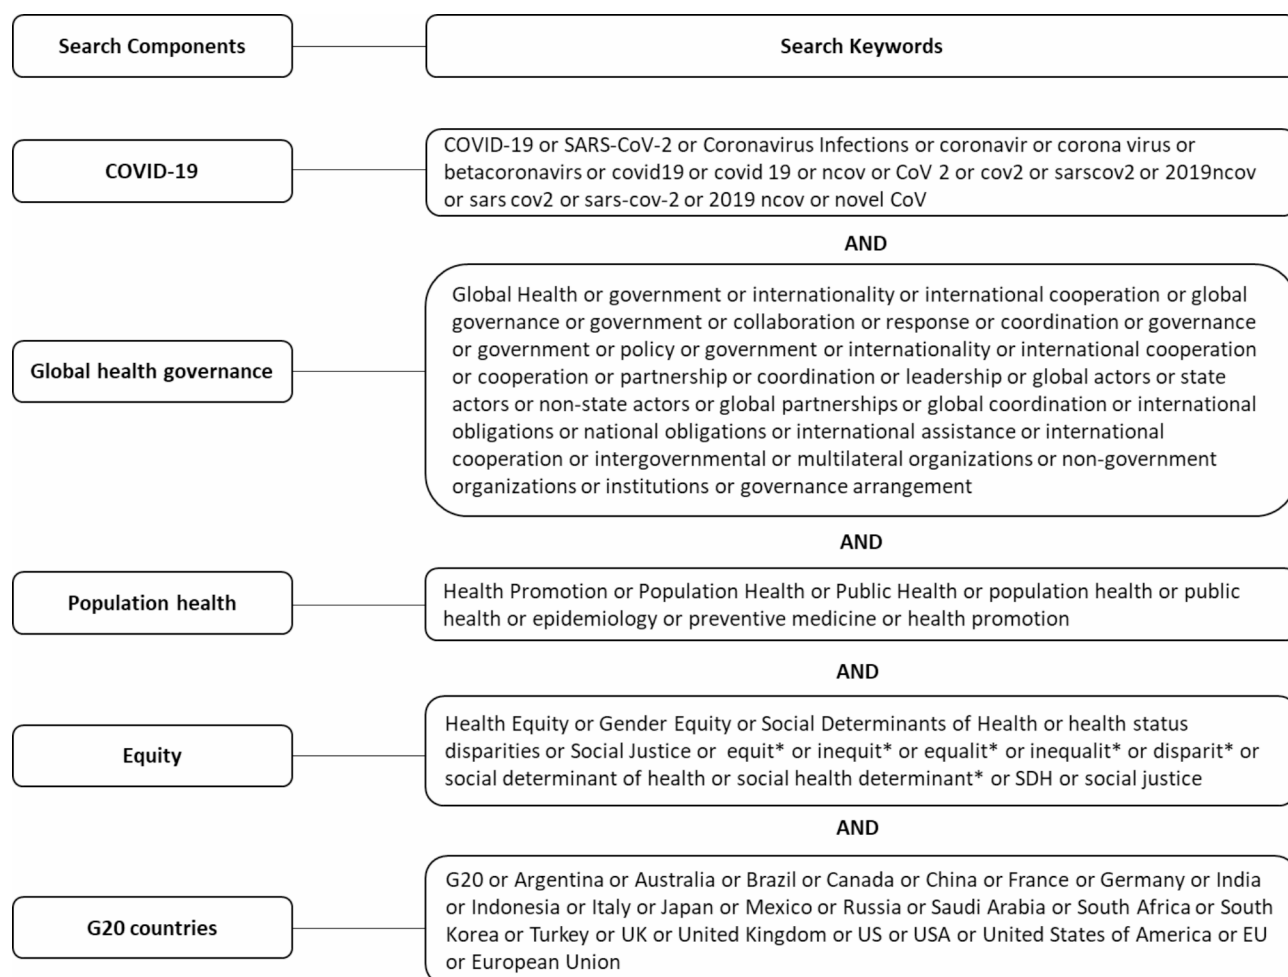 Search Components
Search Keywords
COVID-19
COVID-19 or SARS-CoV-2 or Coronavirus Infections or coronavir or corona virus or
betacoronavirs or covid19 or covid 19 or ncov or CoV 2 or cov2 or sarscov2 or 2019ncov
or sars cov2 or sars-cov-2 or 2019 ncov or novel CoV
AND
Global health governance
Global Health or government or internationality or international cooperation or global
governance or government or collaboration or response or coordination or governance
or government or policy or government or internationality or international cooperation
or cooperation or partnership or coordination or leadership or global actors or state
actors or non-state actors or global partnerships or global coordination or international
obligations or national obligations or international assistance or international
cooperation or intergovernmental or multilateral organizations or non-government
organizations or institutions or governance arrangement
AND
Population health
Health Promotion or Population Health or Public Health or population health or public
health or epidemiology or preventive medicine or health promotion
AND
Equity
Health Equity or Gender Equity or Social Determinants of Health or health status
disparities or Social Justice or equit* or inequit* or equalit* or inequalit* or disparit* or
social determinant of health or social health determinant* or SDH or social justice
AND
G20 countries
G20 or Argentina or Australia or Brazil or Canada or China or France or Germany or India
or Indonesia or Italy or Japan or Mexico or Russia or Saudi Arabia or South Africa or South
Korea or Turkey or UK or United Kingdom or US or USA or United States of America or EU
or European Union